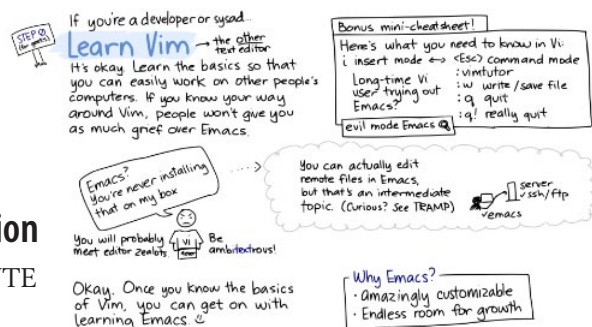 STEP 0
(for geeks)
If you're a developer or sysad...
Learn Vim → the other
text editor
It's okay. Learn the basics so that
you can easily work on other people's
computers. If you know your way
around Vim, people won't give you
as much grief over Emacs.
Bonus mini-cheatsheet!
Here's what you need to know in Vi:
i insert mode ↔ <Esc> command mode
:vimtutor
:w write/save file
:q quit
:q! really quit
Long-time Vi
user trying out
Emacs?
evil mode Emacs
Emacs?
You're never installing
that on my box
You will probably
meet editor zealots.
VI
Be
ambitextrous!
You can actually edit
remote files in Emacs,
but that's an intermediate
topic. (Curious? See TRAMP)
emacs
server
ssh/ftp
ion
YTE
Okay. Once you know the basics
of Vim, you can get on with
learning Emacs.
Why Emacs?
· amazingly customizable
· Endless room for growth